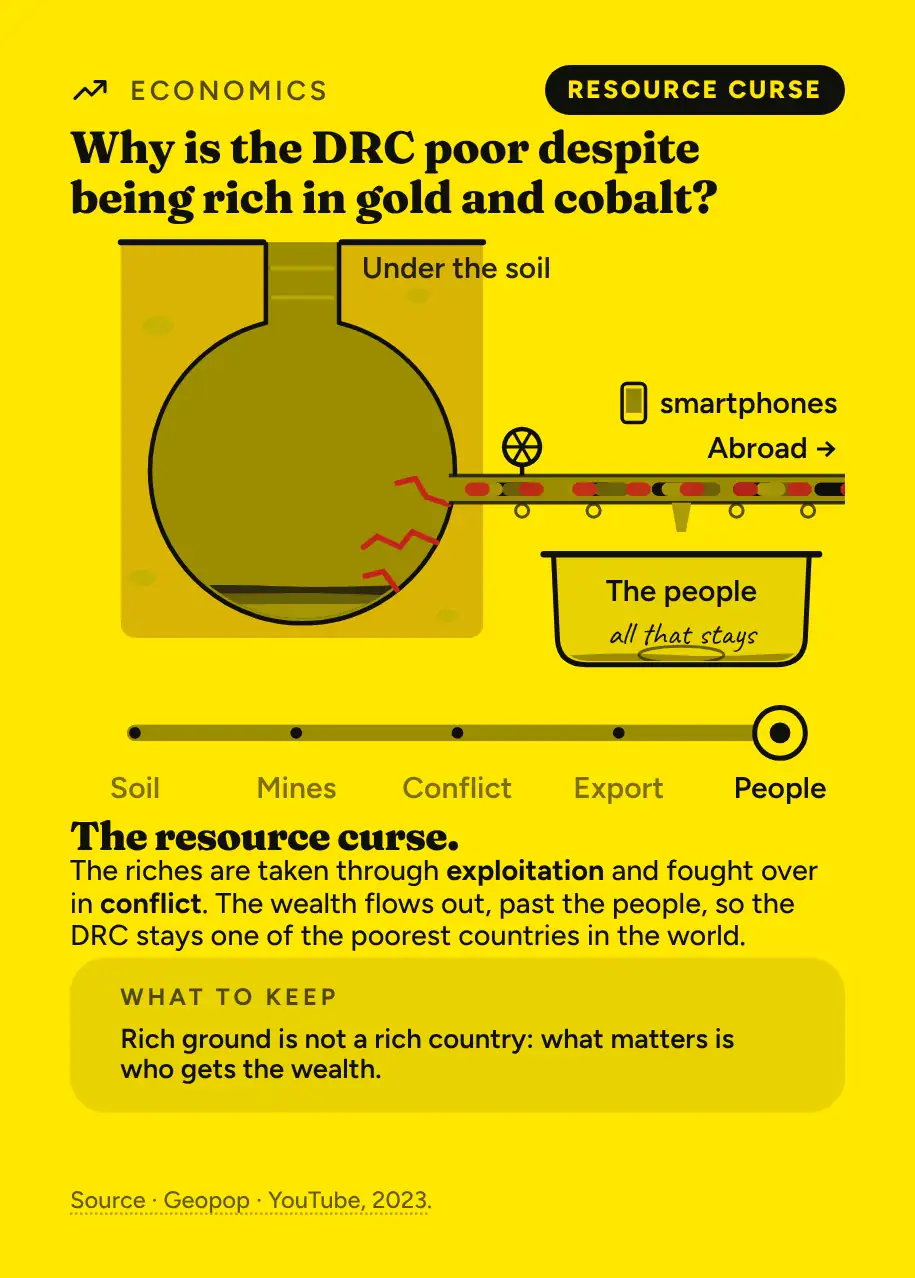 ECONOMICS
RESOURCE CURSE
Why is the DRC poor despite
being rich in gold and cobalt?
Under the soil
smartphones
Abroad →
The people
all that stays
Soil
Mines
Conflict
Export
People
The resource curse.
The riches are taken through exploitation and fought over
in conflict. The wealth flows out, past the people, so the
DRC stays one of the poorest countries in the world.
WHAT TO KEEP
Rich ground is not a rich country: what matters is
who gets the wealth.
Source · Geopop · YouTube, 2023.